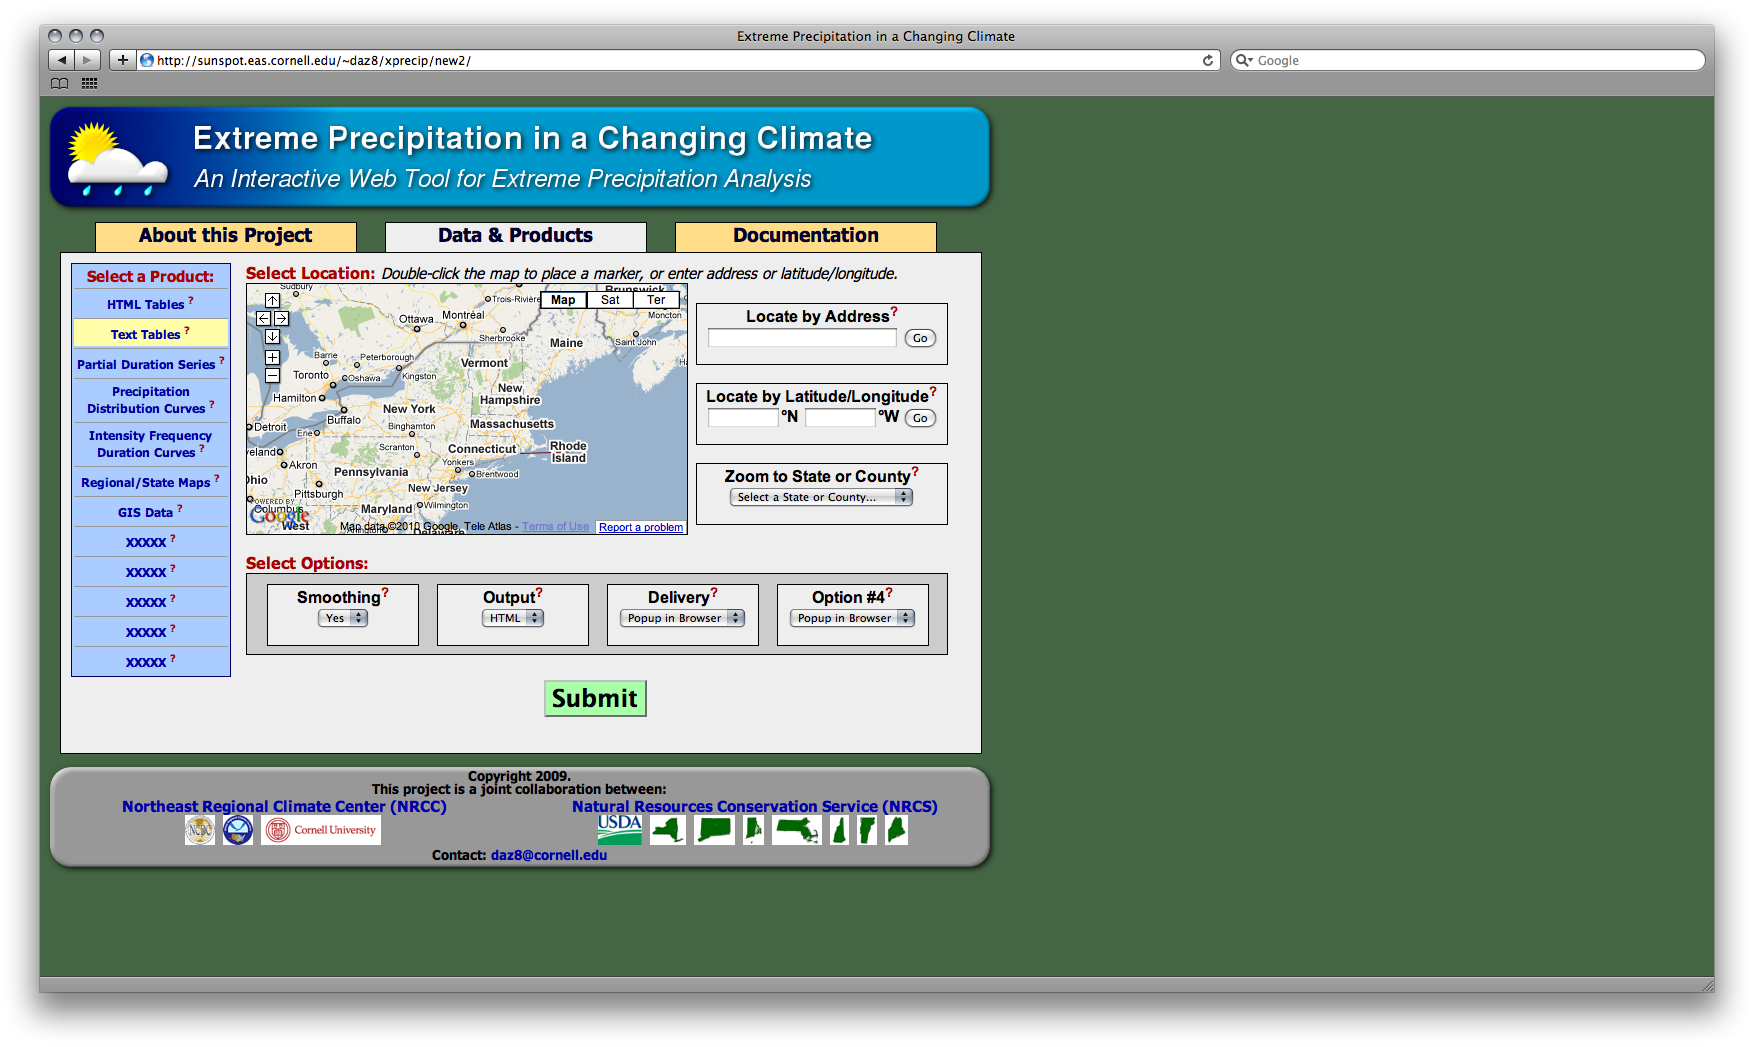 Extreme Precipitation in a Changing Climate
http://sunspot.eas.cornell.edu/~daz8/xprecip/new2/
Google
Extreme Precipitation in a Changing Climate
An Interactive Web Tool for Extreme Precipitation Analysis
About this Project
Data & Products
Documentation
Select a Product:
HTML Tables ?
Text Tables ?
Partial Duration Series ?
Precipitation
Distribution Curves ?
Intensity Frequency
Duration Curves ?
Regional/State Maps ?
GIS Data ?
XXXXX ?
XXXXX ?
XXXXX ?
XXXXX ?
XXXXX ?
Select Location: Double-click the map to place a marker, or enter address or latitude/longitude.
Sudbury
Trois-Rivière
Map
Sat
Ter
Moncton
Ottawa
Montréal
Sherbrooke
Maine
Saint John
Barrie
Peterborough
Vermont
Toronto
Oshawa
Kingston
Hamilton
New
Hampshire
New York
Buffalo
Massachusetts
Detroit
Erie
Binghamton
Scranton
Connecticut
Rhode
Island
eland
Akron
Yonkers
Brentwood
Pennsylvania
hio
Pittsburgh
New Jersey
POWERED BY
Google
Columbus
Maryland
Wilmington
West
Map data ©2010 Google, Tele Atlas - Terms of Use
Report a problem
Delaware
Locate by Address?
Go
Locate by Latitude/Longitude?
°N
°W
Go
Zoom to State or County?
Select a State or County...
Select Options:
Smoothing?
Yes
Output?
HTML
Delivery?
Popup in Browser
Option #4?
Popup in Browser
Submit
Copyright 2009.
This project is a joint collaboration between:
Northeast Regional Climate Center (NRCC)
Natural Resources Conservation Service (NRCS)
NCDC
Cornell University
USDA
Contact: daz8@cornell.edu